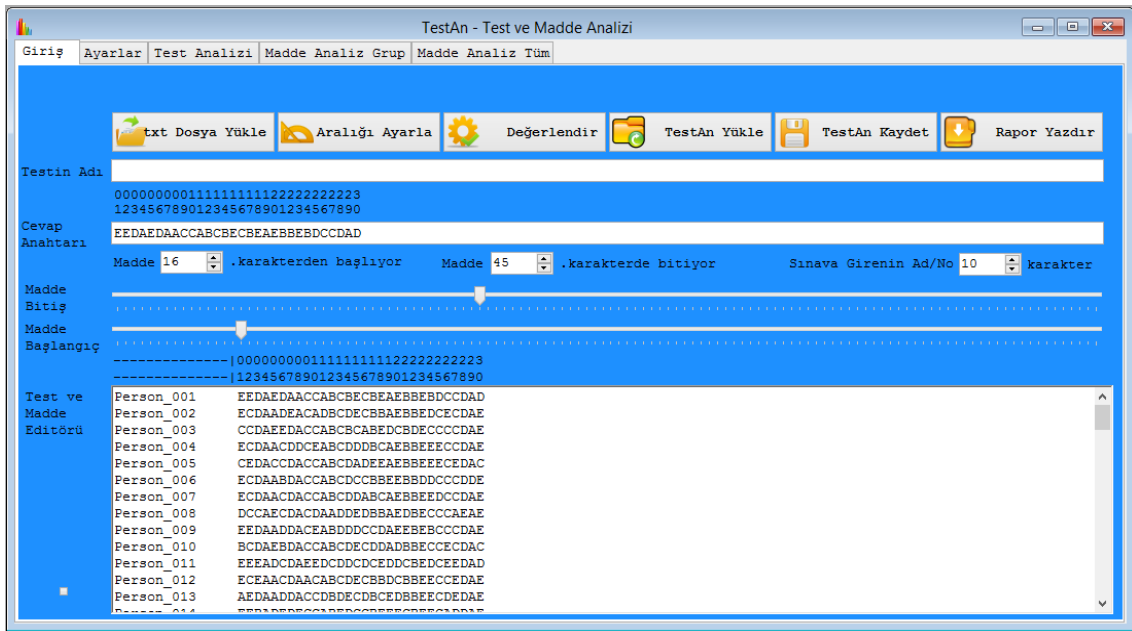 TestAn - Test ve Madde Analizi
Giriş Ayarlar Test Analizi Madde Analiz Grup Madde Analiz Tüm
txt Dosya Yükle Aralığı Ayarla Değerlendir TestAn Yükle TestAn Kaydet Rapor Yazdır
Testin Adı
000000000111111111122222222223
123456789012345678901234567890
Cevap Anahtarı EEDAEDAACCABCBECBEAEBBEBDCCDAD
Madde 16 .karakterden başlıyor Madde 45 .karakterde bitiyor Sınava Girenin Ad/No 10 karakter
Madde
Bitiş
Madde
Başlangıç
--------------|000000000111111111122222222223
--------------|123456789012345678901234567890
Test ve
Madde
Editörü
Person_001 EEDAEDAACCABCBECBEAEBBEBDCCDAD
Person_002 ECDAADEACADBCDECBBAEBBEDCECDAE
Person_003 CCDAEEDACCABCBCABEDCBDECCCCDAE
Person_004 ECDAACDDCEABCDDDBCAEBBEEECCDAE
Person_005 CEDACCDACCABCDADEEAEBBEEECEDAC
Person_006 ECDAABDACCABCDCCBBEEBBDDCCCDDE
Person_007 ECDAACDACCABCDDABCAEBBEEDCCDAE
Person_008 DCCAECDACDAADDEDBBAEDBECCCAEAE
Person_009 EEDAADDACEABDDDCCDAEEBEBCCCDAE
Person_010 BCDAEBDACCABCDECDDADBBECCECDAC
Person_011 EEEADCDAEEDCDDCDCEDDCBEDCEEDAD
Person_012 ECEAACDAACABCDECBBDCBBEECCEDAE
Person_013 AEDAADDACCDBDECDBCEDBBEECDEDAE